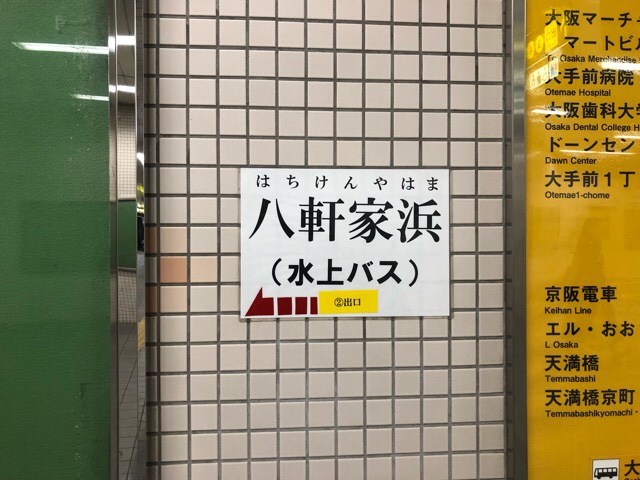 はちけんやはま
八軒家浜
(水上バス)
②出口
大阪マーチ
マートビル
Osaka Merchandise
大手前病院
Otemae Hospital
大阪歯科大学
Osaka Dental College H
ドーンセン
Dawn Center
大手前1丁
Otemae1-chome
京阪電車
Keihan Line
エル・おお
L Osaka
天満橋
Temmabashi
天満橋京町
Temmabashikyomachi・
大